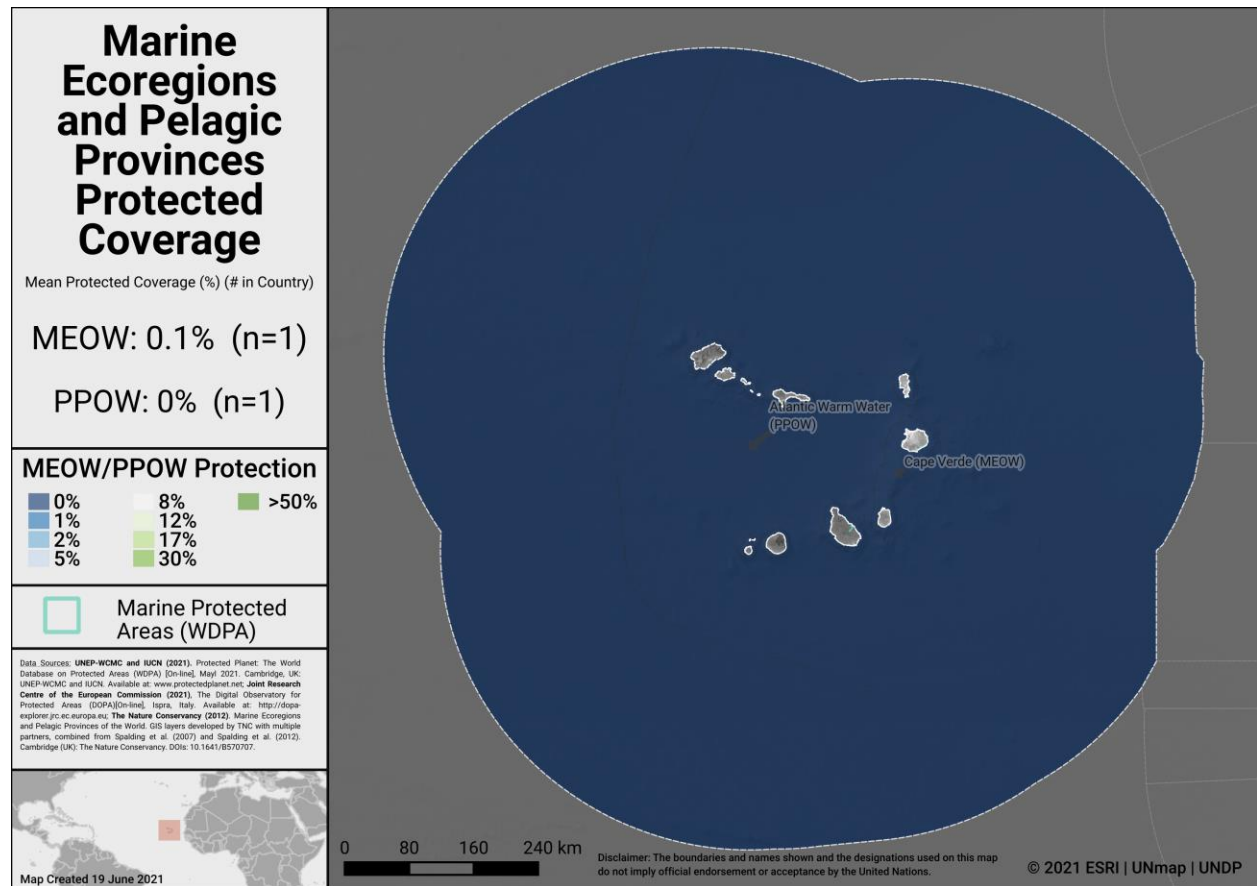 Marine
Ecoregions
and Pelagic
Provinces
Protected
Coverage
Mean Protected Coverage (%) (# in Country)
MEOW: 0.1% (n=1)
PPOW: 0% (n=1)
MEOW/PPOW Protection
0% 8% >50%
1% 12%
2% 17%
5% 30%
Marine Protected
Areas (WDPA)
Data Sources: UNEP-WCMC and IUCN (2021). Protected Planet: The World
Database on Protected Areas (WDPA) [On-line], Mayl 2021. Cambridge, UK:
UNEP-WCMC and IUCN. Available at: www.protectedplanet.net; Joint Research
Centre of the European Commission (2021), The Digital Observatory for
Protected Areas (DOPA)[On-line], Ispra, Italy. Available at: http://dopa-
explorer.jrc.ec.europa.eu; The Nature Conservancy (2012). Marine Ecoregions
and Pelagic Provinces of the World. GIS layers developed by TNC with multiple
partners, combined from Spalding et al. (2007) and Spalding et al. (2012).
Cambridge (UK): The Nature Conservancy. DOIs: 10.1641/B570707.
Map Created 19 June 2021
Atlantic Warm Water
(PPOW)
Cape Verde (MEOW)
0 80 160 240 km
Disclaimer: The boundaries and names shown and the designations used on this map
do not imply official endorsement or acceptance by the United Nations.
© 2021 ESRI | UNmap | UNDP